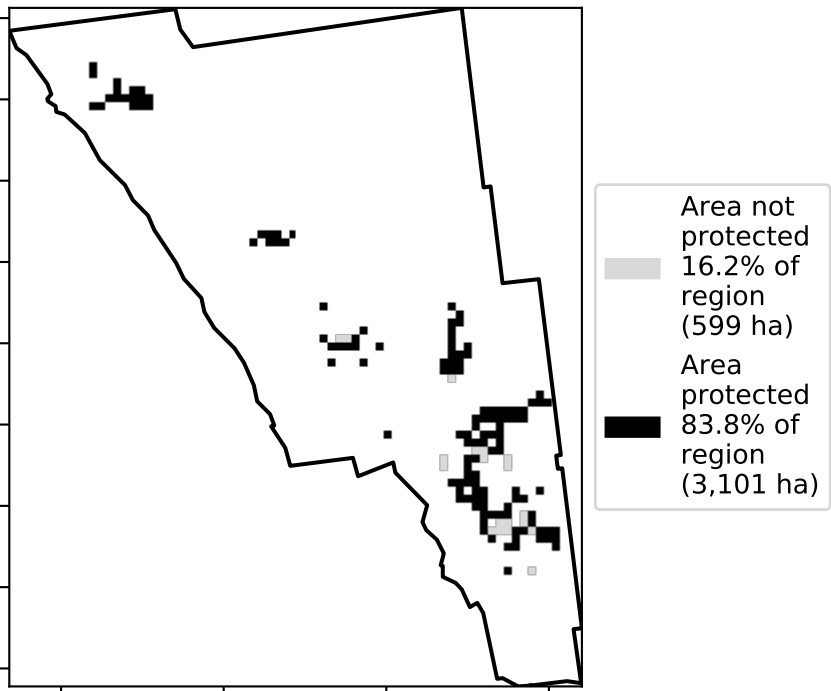 Area not
protected
16.2% of
region
(599 ha)
Area
protected
83.8% of
region
(3,101 ha)